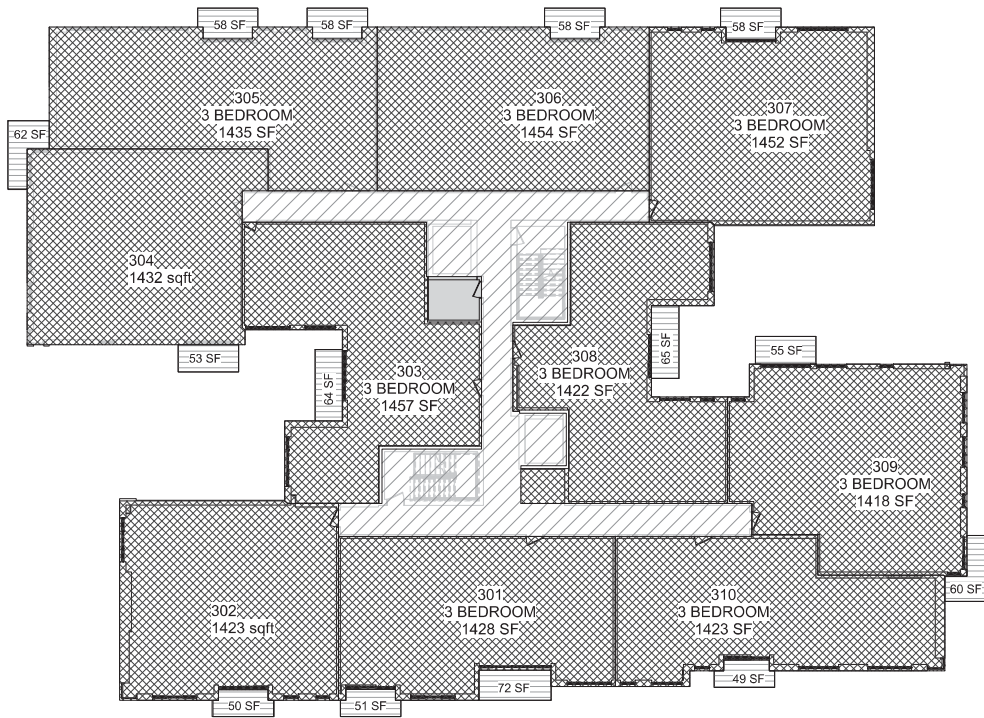 58 SF
58 SF
58 SF
58 SF
305
3 BEDROOM
1435 SF
306
3 BEDROOM
1454 SF
307
3 BEDROOM
1452 SF
62 SF
304
1432 sqft
53 SF
64 SF
303
3 BEDROOM
1457 SF
308
3 BEDROOM
1422 SF
65 SF
55 SF
309
3 BEDROOM
1418 SF
60 SF
302
1423 sqft
301
3 BEDROOM
1428 SF
310
3 BEDROOM
1423 SF
50 SF
51 SF
72 SF
49 SF